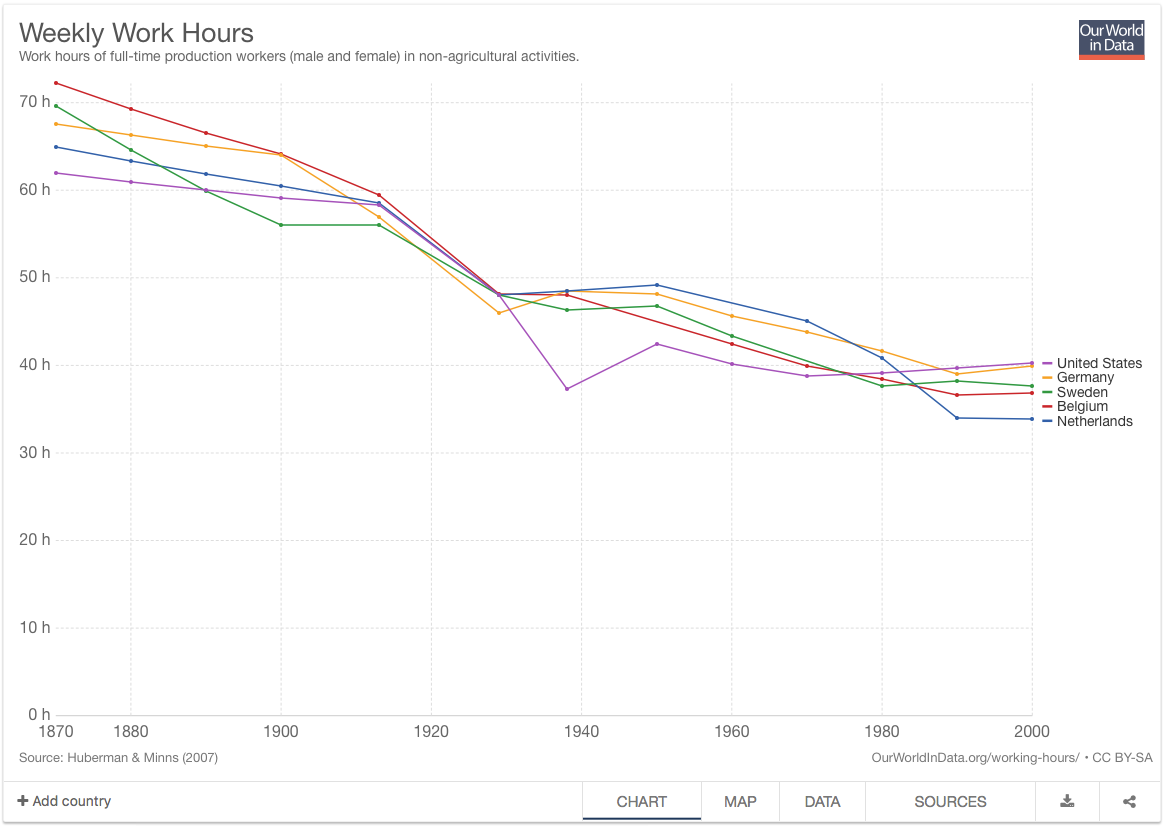 Weekly Work Hours
Work hours of full-time production workers (male and female) in non-agricultural activities.
Our World
in Data
70 h
60 h
50 h
40 h
30 h
20 h
10 h
0 h
United States
Germany
Sweden
Belgium
Netherlands
1870 1880 1900 1920 1940 1960 1980 2000
Source: Huberman & Minns (2007)
OurWorldInData.org/working-hours/ • CC BY-SA
+ Add country
CHART MAP DATA SOURCES